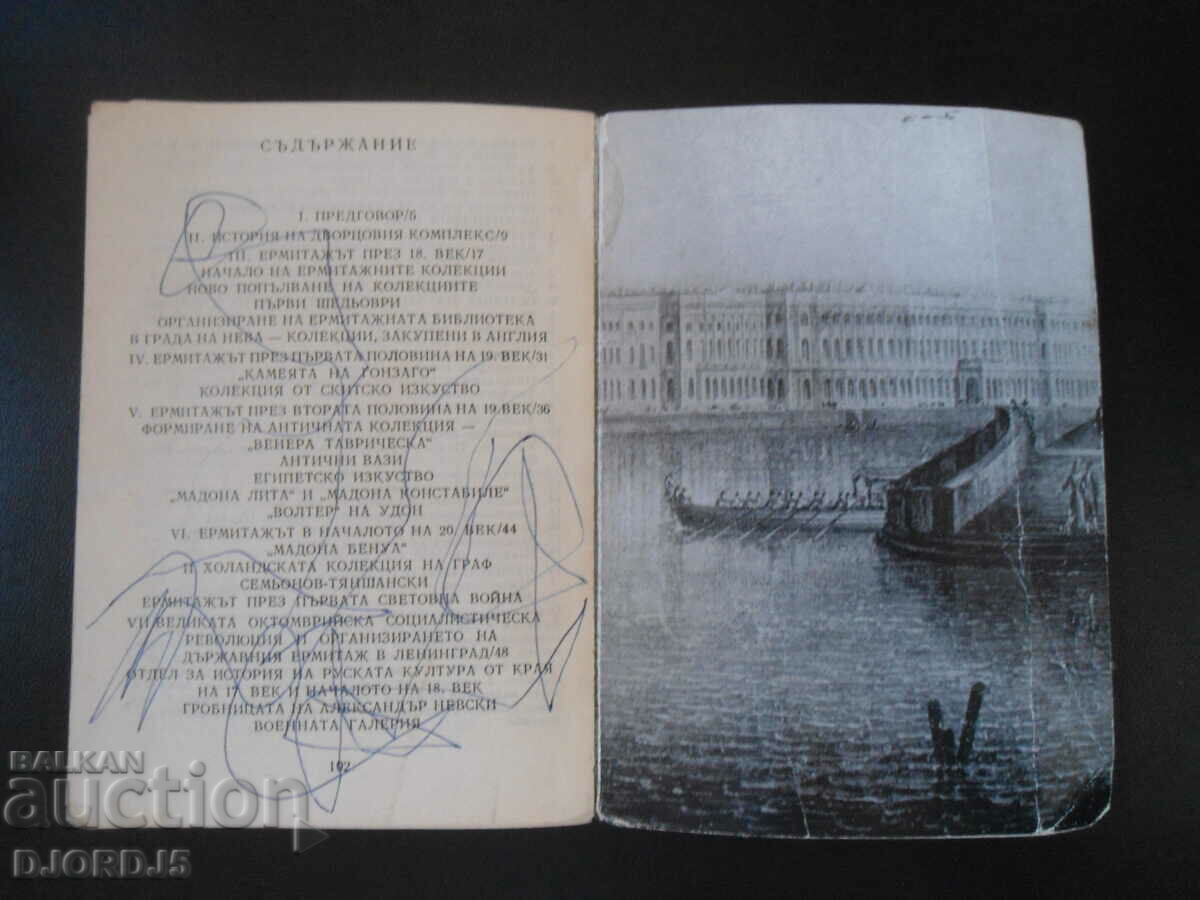 СЪДЪРЖАНИЕ
I. ПРЕДГОВОР/5
II. ИСТОРИЯ НА ДВОРЦОВИЯ КОМПЛЕКС/9
III. ЕРМИТАЖЪТ ПРЕЗ 18. ВЕК/17
НАЧАЛО НА ЕРМИТАЖНИТЕ КОЛЕКЦИИ
НОВО ПОПЪЛВАНЕ НА КОЛЕКЦИИТЕ
ПЪРВИ ШЕДЬОВРИ
ОРГАНИЗИРАНЕ НА ЕРМИТАЖНАТА БИБЛИОТЕКА
В ГРАДА НА НЕВА — КОЛЕКЦИИ, ЗАКУПЕНИ В АНГЛИЯ
IV. ЕРМИТАЖЪТ ПРЕЗ ПЪРВАТА ПОЛОВИНА НА 19. ВЕК/31
„КАМЕЯТА НА ГОНЗАГО“
КОЛЕКЦИЯ ОТ СКИТСКО ИЗКУСТВО
V. ЕРМИТАЖЪТ ПРЕЗ ВТОРАТА ПОЛОВИНА НА 19. ВЕК/36
ФОРМИРАНЕ НА АНТИЧНАТА КОЛЕКЦИЯ —
„ВЕНЕРА ТАВРИЧЕСКА“
АНТИЧНИ ВАЗИ
ЕГИПЕТСКО ИЗКУСТВО
„МАДОНА ЛИТА“ И „МАДОНА КОНСТАБИЛЕ“
„ВОЛТЕР“ НА УДОН
VI. ЕРМИТАЖЪТ В НАЧАЛОТО НА 20. ВЕК/44
„МАДОНА БЕНУА“
И ХОЛАНДСКАТА КОЛЕКЦИЯ НА ГРАФ
СЕМЬОНОВ-ТЯНШАНСКИ
ЕРМИТАЖЪТ ПРЕЗ ПЪРВАТА СВЕТОВНА ВОЙНА
VII ВЕЛИКАТА ОКТОМВРИЙСКА СОЦИАЛИСТИЧЕСКА
РЕВОЛЮЦИЯ И ОРГАНИЗИРАНЕТО НА
ДЪРЖАВНИЯ ЕРМИТАЖ В ЛЕНИНГРАД/48
ОТДЕЛ ЗА ИСТОРИЯ НА РУСКАТА КУЛТУРА ОТ КРАЯ
НА 17. ВЕК И НАЧАЛОТО НА 18. ВЕК
ГРОБНИЦАТА НА АЛЕКСАНДЪР НЕВСКИ
ВОЕННАТА ГАЛЕРИЯ
102
BALKAN
auction
DJORDJ5